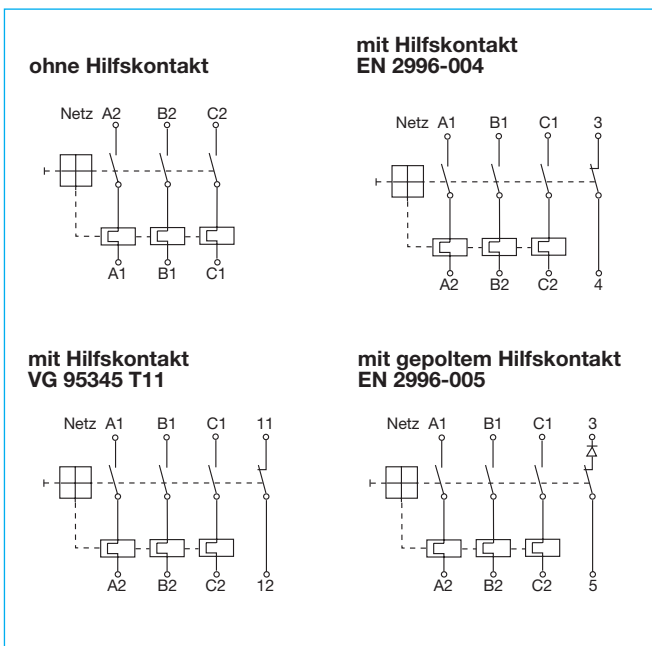 ohne Hilfskontakt
Netz A2 B2 C2
A1 B1 C1
mit Hilfskontakt
EN 2996-004
Netz A1 B1 C1 3
A2 B2 C2 4
mit Hilfskontakt
VG 95345 T11
Netz A1 B1 C1 11
A2 B2 C2 12
mit gepoltem Hilfskontakt
EN 2996-005
Netz A1 B1 C1 3
A2 B2 C2 5